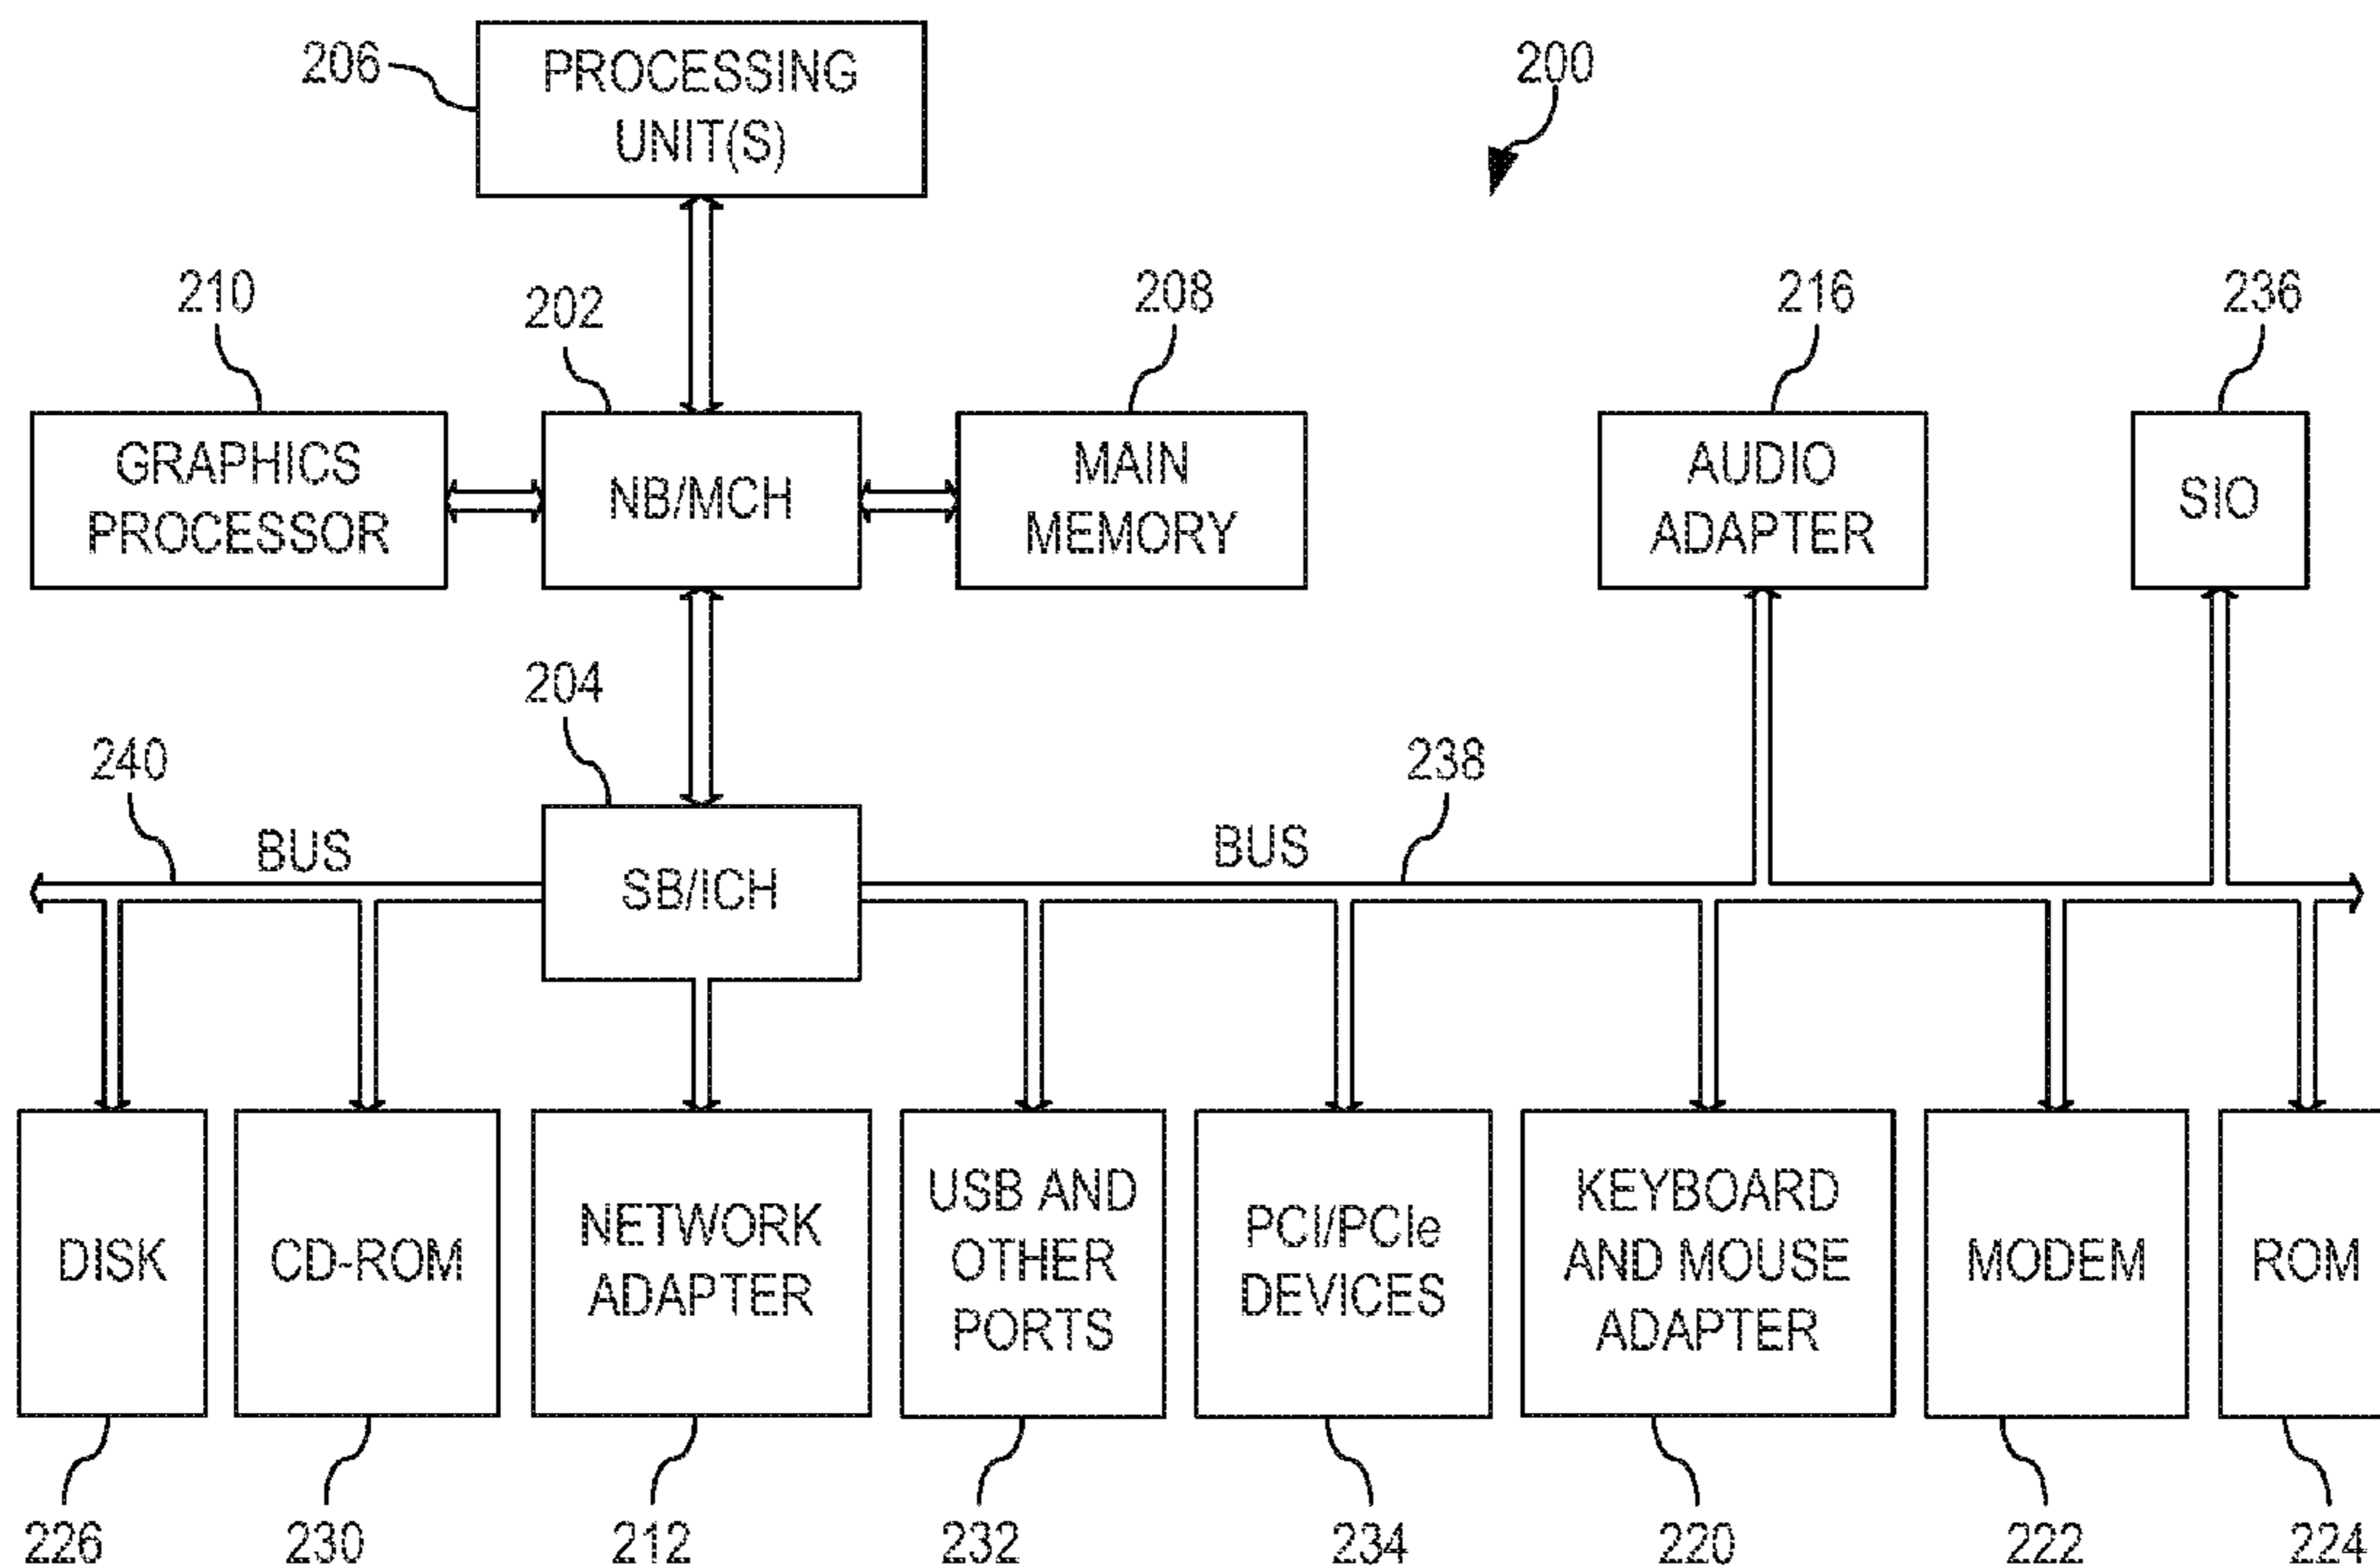 206
PROCESSING
UNIT(S)
200
210
202
208
216
236
GRAPHICS
PROCESSOR
NB/MCH
MAIN
MEMORY
AUDIO
ADAPTER
SIO
204
240
238
BUS
BUS
SB/ICH
DISK
CD-ROM
NETWORK
ADAPTER
USB AND
OTHER
PORTS
PCI/PCIe
DEVICES
KEYBOARD
AND MOUSE
ADAPTER
MODEM
ROM
226
230
212
232
234
220
222
224